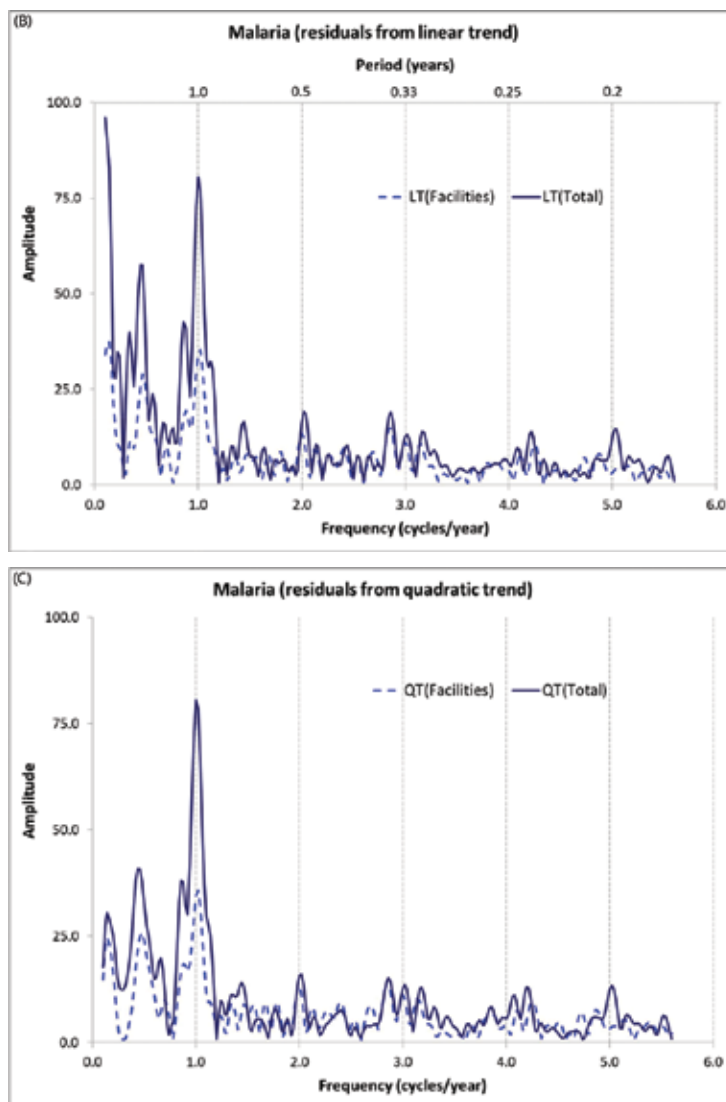 (B)
Malaria (residuals from linear trend)
Period (years)
1.0 0.5 0.33 0.25 0.2
100.0
75.0
LT(Facilities) LT(Total)
Amplitude
50.0
25.0
0.0
0.0 1.0 2.0 3.0 4.0 5.0 6.0
Frequency (cycles/year)
(C)
Malaria (residuals from quadratic trend)
100.0
QT(Facilities) QT(Total)
75.0
Amplitude
50.0
25.0
0.0
0.0 1.0 2.0 3.0 4.0 5.0 6.0
Frequency (cycles/year)